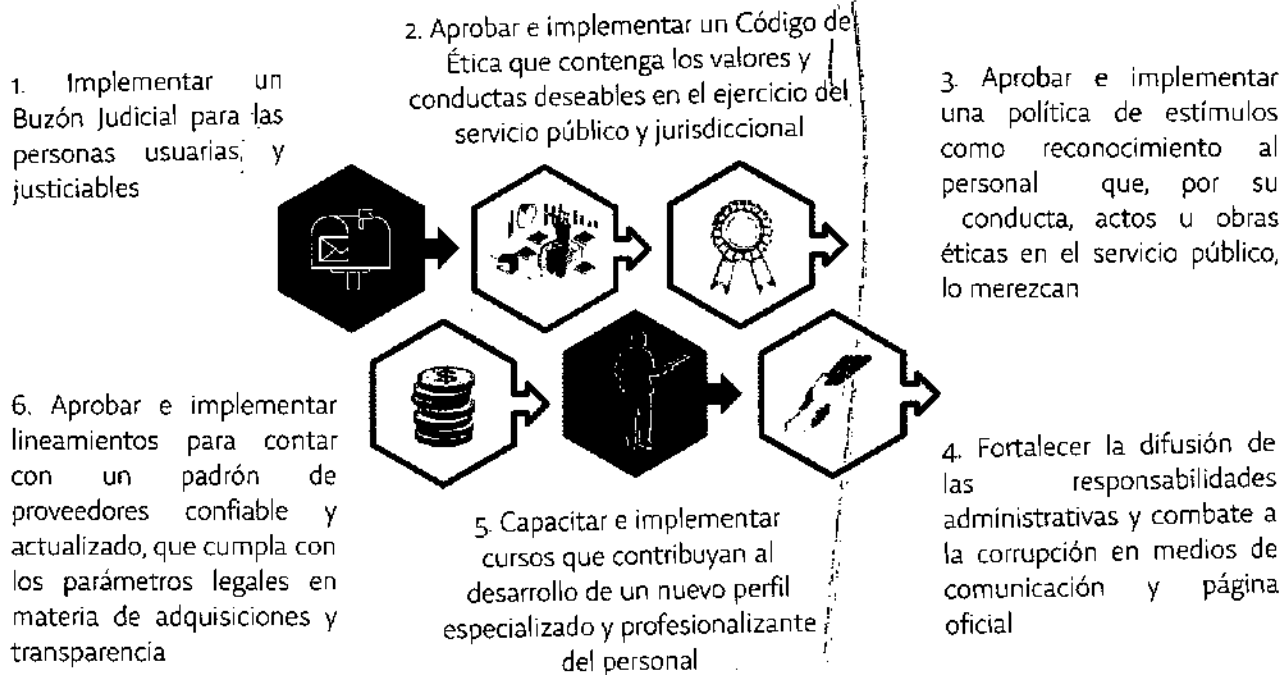 1. Implementar un
Buzón Judicial para las
personas usuarias, y
justiciables
2. Aprobar e implementar un Código de
Ética que contenga los valores y
conductas deseables en el ejercicio del
servicio público y jurisdiccional
3. Aprobar e implementar
una política de estímulos
como reconocimiento al
personal que, por su
conducta, actos u obras
éticas en el servicio público,
lo merezcan
4. Fortalecer la difusión de
las responsabilidades
administrativas y combate a
la corrupción en medios de
comunicación y página
oficial
5. Capacitar e implementar
cursos que contribuyan al
desarrollo de un nuevo perfil
especializado y profesionalizante
del personal
6. Aprobar e implementar
lineamientos para contar
con un padrón de
proveedores confiable y
actualizado, que cumpla con
los parámetros legales en
materia de adquisiciones y
transparencia